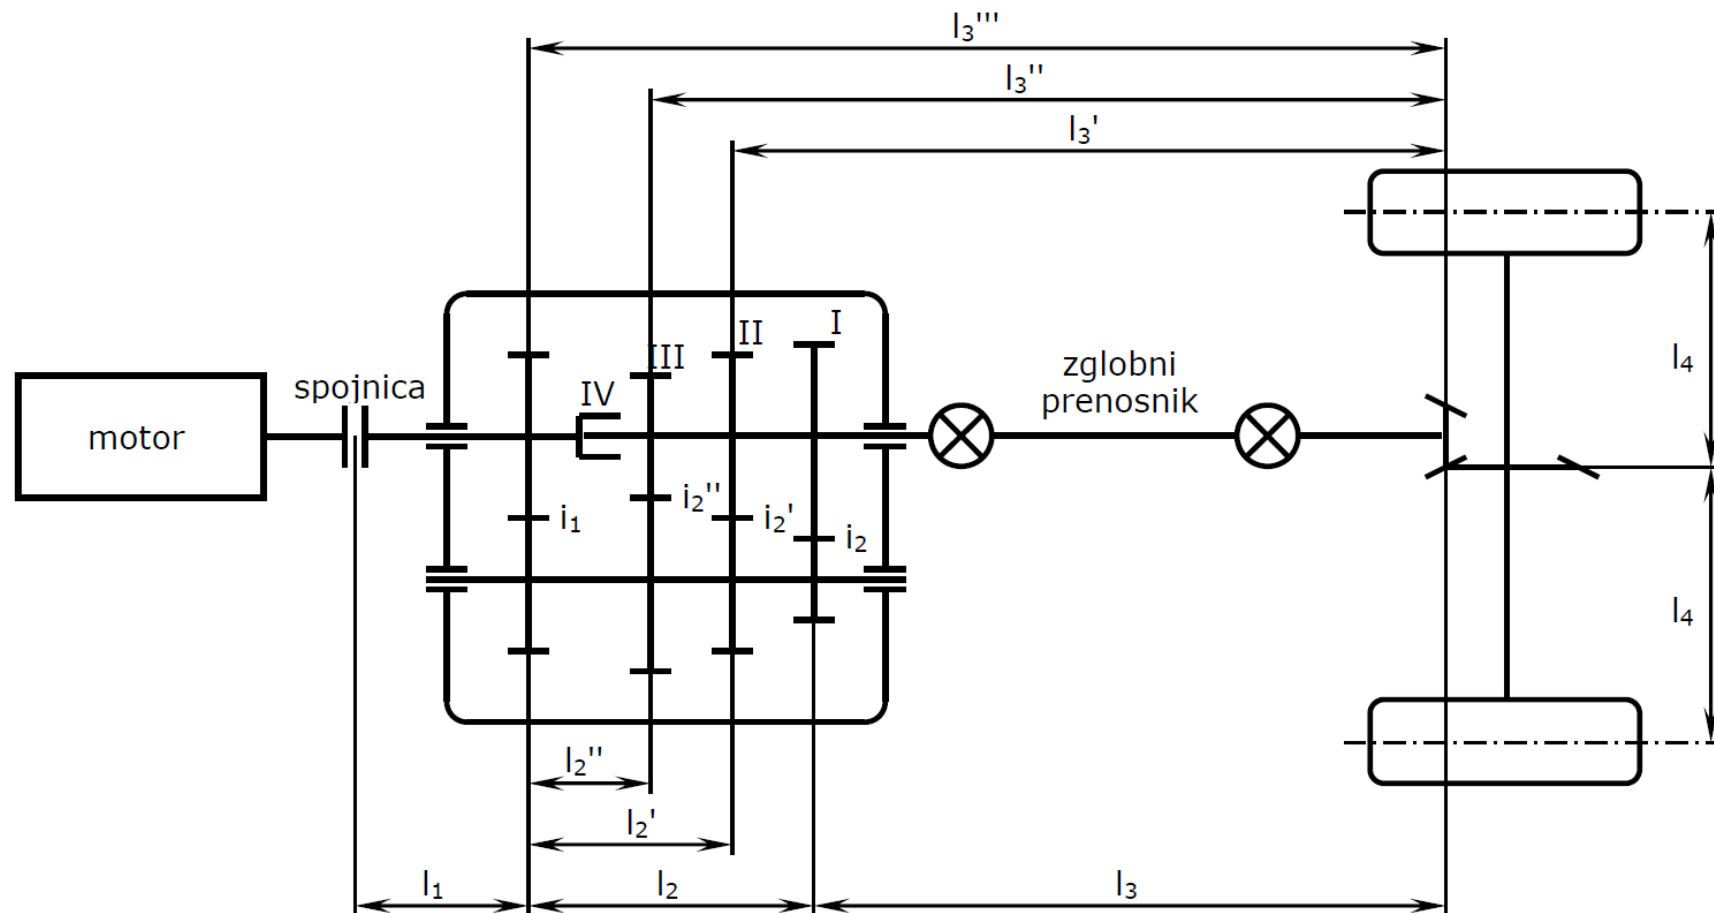 l₃'''
l₃''
l₃'
I
II
III
IV
zglobni
prenosnik
spojnica
motor
l₄
i₂''
i₂'
i₁
i₂
l₄
l₂''
l₂'
l₁
l₂
l₃